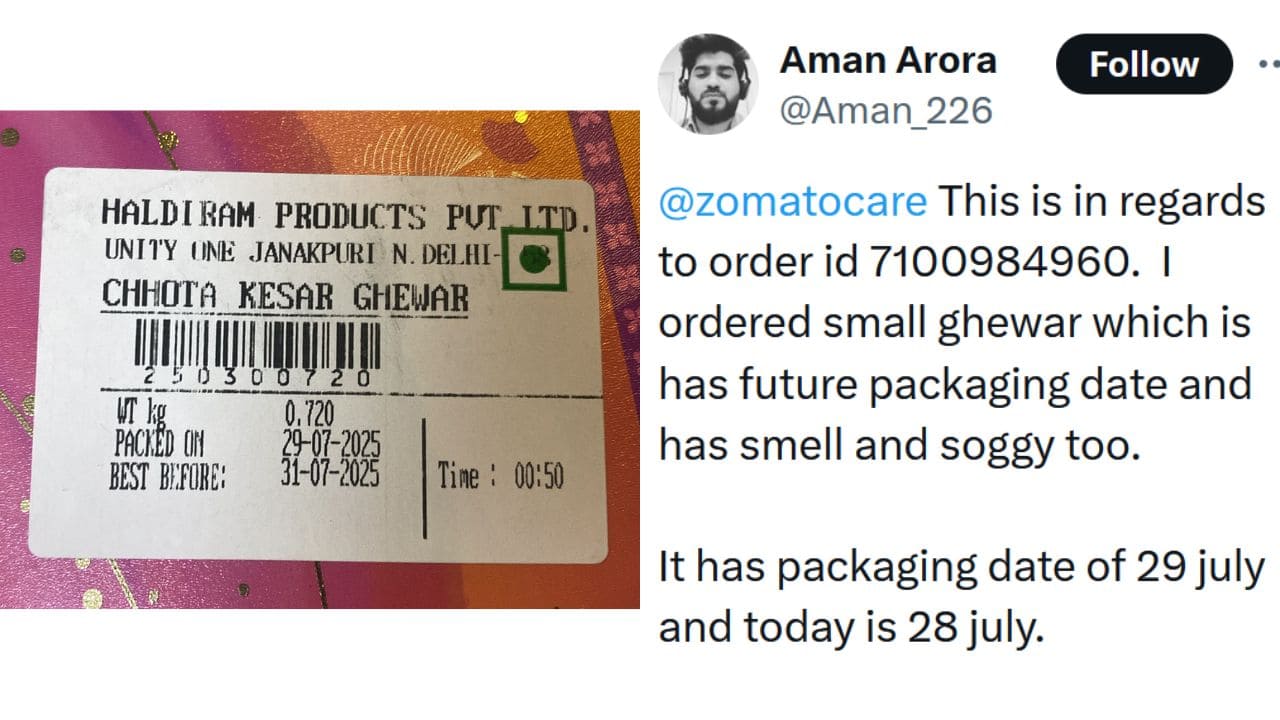 HALDIRAM PRODUCTS PVT LTD.
UNITY ONE JANAKPURI N. DELHI-
CHHOTA KESAR GHEWAR
250300720
WT kg 0.720
PACKED ON 29-07-2025
BEST BEFORE: 31-07-2025
Time : 00:50
Aman Arora
@Aman_226
Follow
@zomatocare This is in regards
to order id 7100984960. I
ordered small ghewar which is
has future packaging date and
has smell and soggy too.
It has packaging date of 29 july
and today is 28 july.